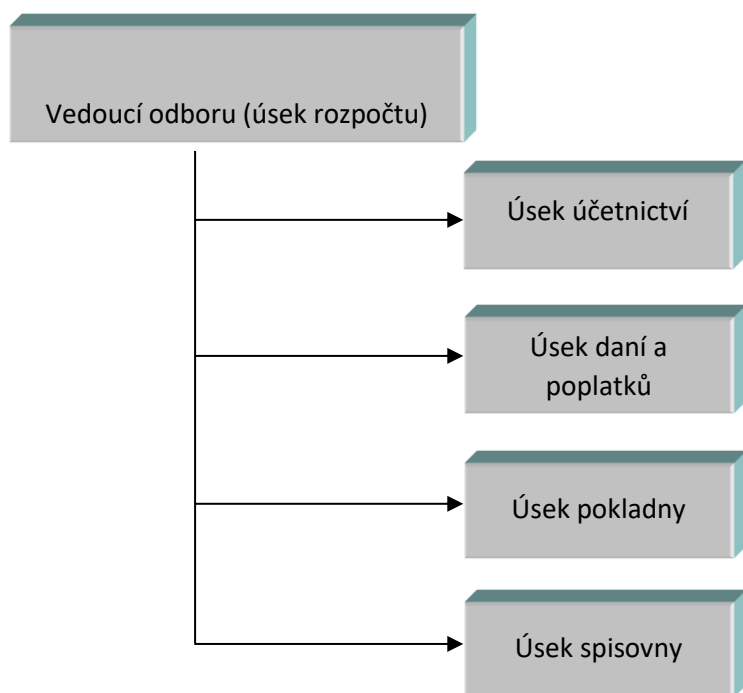 Vedoucí odboru (úsek rozpočtu)
Úsek účetnictví
Úsek daní a
poplatků
Úsek pokladny
Úsek spisovny